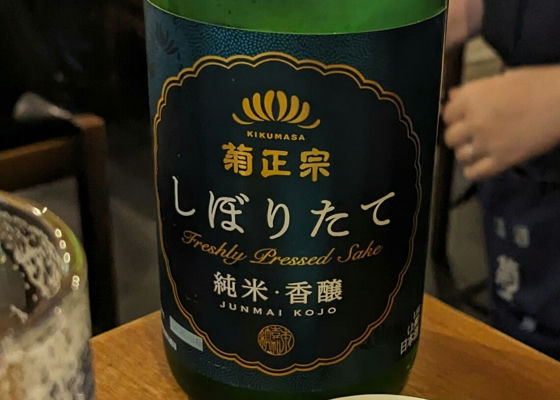 KIKUMASA
菊正宗
しぼりたて
Freshly Pressed Sake
純米・香醸
JUNMAI KOJO